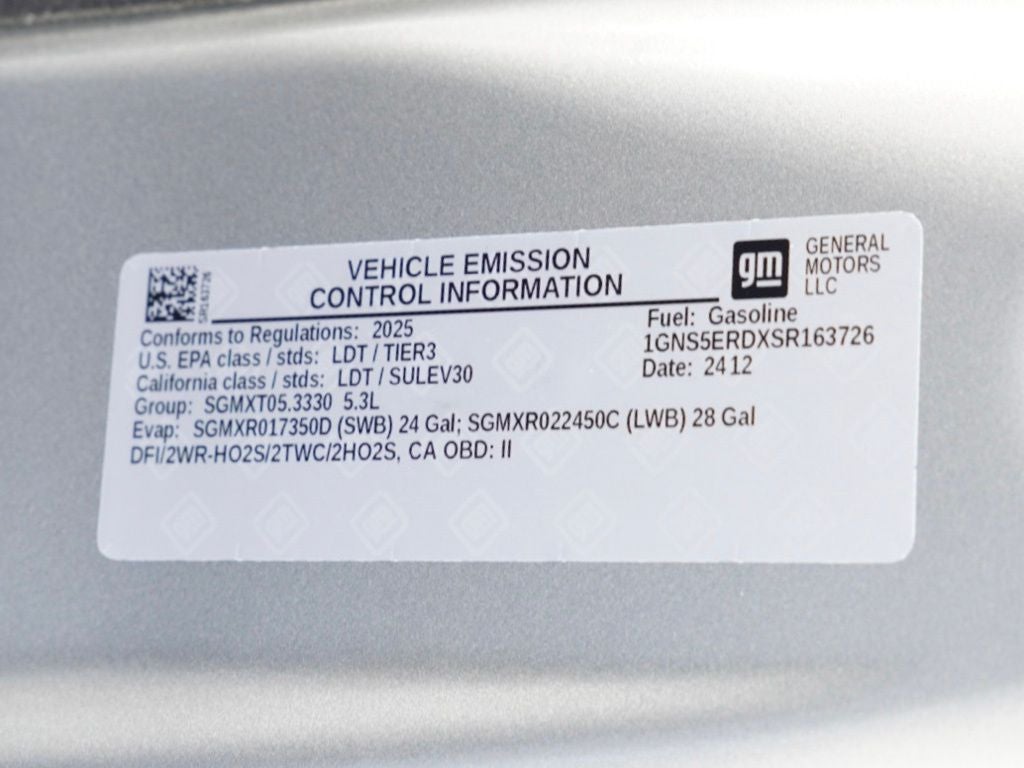 SR163726
VEHICLE EMISSION
CONTROL INFORMATION
gm
GENERAL
MOTORS
LLC
Conforms to Regulations: 2025
U.S. EPA class / stds: LDT / TIER3
California class / stds: LDT / SULEV30
Group: SGMXT05.3330 5.3L
Evap: SGMXR017350D (SWB) 24 Gal; SGMXR022450C (LWB) 28 Gal
DFI/2WR-HO2S/2TWC/2HO2S, CA OBD: II
Fuel: Gasoline
1GNS5ERDXSR163726
Date: 2412